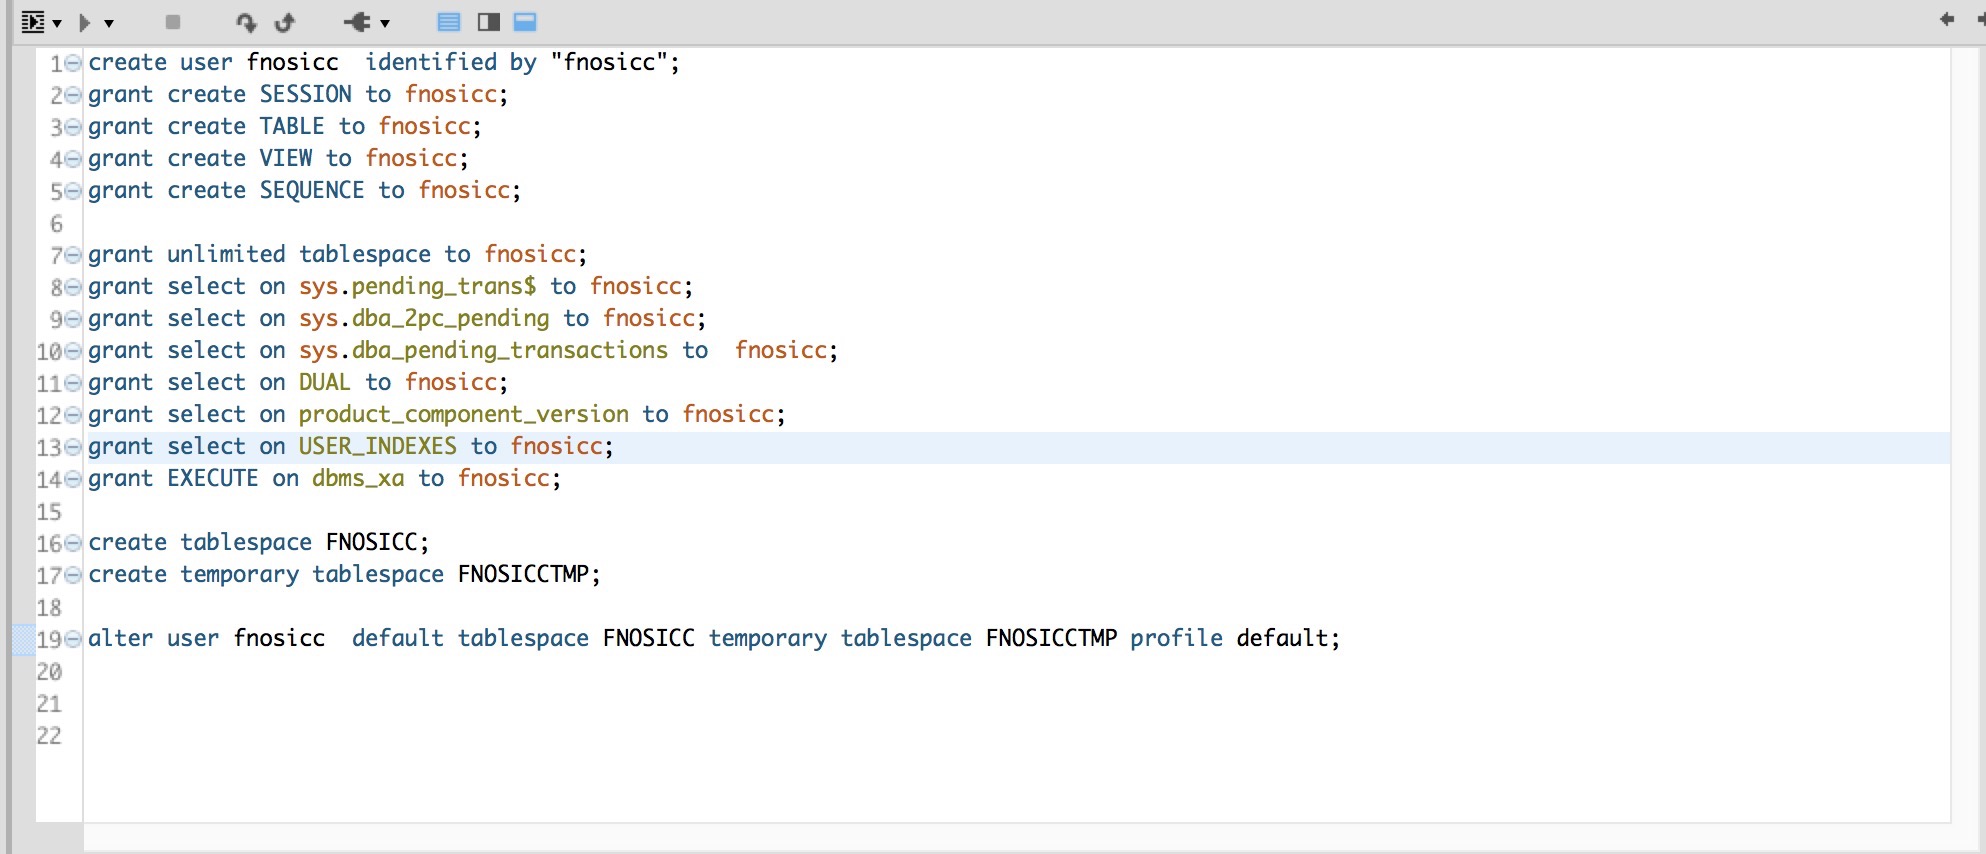 1 create user fnosicc  identified by "fnosicc";
2 grant create SESSION to fnosicc;
3 grant create TABLE to fnosicc;
4 grant create VIEW to fnosicc;
5 grant create SEQUENCE to fnosicc;
6
7 grant unlimited tablespace to fnosicc;
8 grant select on sys.pending_trans$ to fnosicc;
9 grant select on sys.dba_2pc_pending to fnosicc;
10 grant select on sys.dba_pending_transactions to  fnosicc;
11 grant select on DUAL to fnosicc;
12 grant select on product_component_version to fnosicc;
13 grant select on USER_INDEXES to fnosicc;
14 grant EXECUTE on dbms_xa to fnosicc;
15
16 create tablespace FNOSICC;
17 create temporary tablespace FNOSICCTMP;
18
19 alter user fnosicc  default tablespace FNOSICC temporary tablespace FNOSICCTMP profile default;
20
21
22